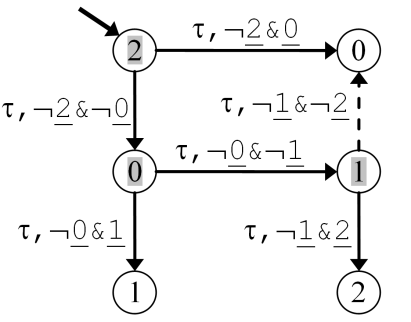 τ, ¬2&0
2
0
τ, ¬2&¬0
τ, ¬1&¬2
τ, ¬0&¬1
0
1
τ, ¬0&1
τ, ¬1&2
1
2